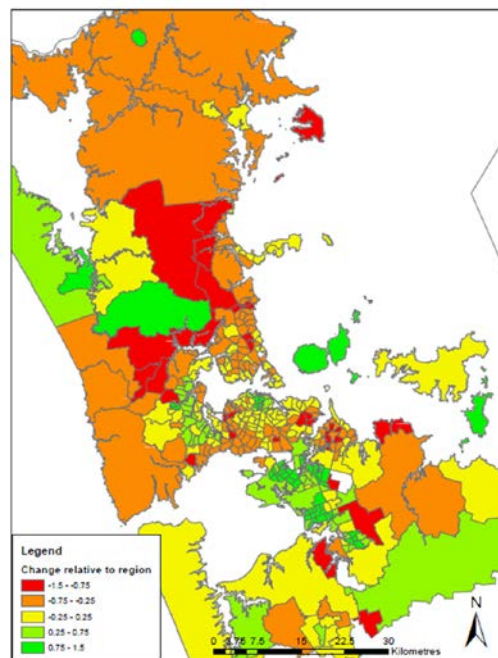 Legend
Change relative to region
-1.5 - -0.75
-0.75 - -0.25
-0.25 - 0.25
0.25 - 0.75
0.75 - 1.5
N
0 3.75 7.5 15 22.5 30
Kilometres